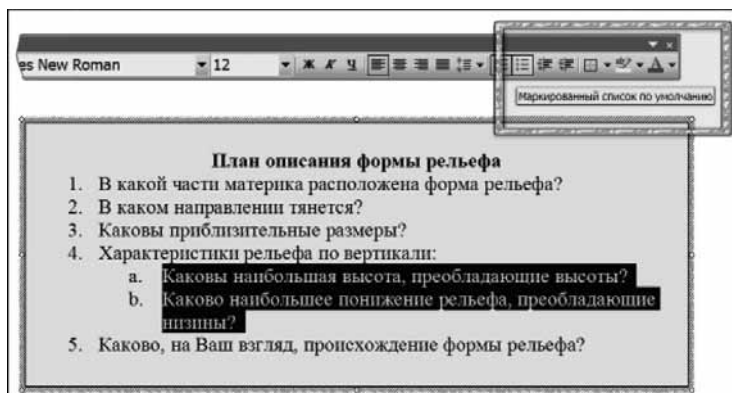 es New Roman 12 Ж К Ч
Маркированный список по умолчанию
План описания формы рельефа
1. В какой части материка расположена форма рельефа?
2. В каком направлении тянется?
3. Каковы приблизительные размеры?
4. Характеристики рельефа по вертикали:
a. Каковы наибольшая высота, преобладающие высоты?
b. Каково наибольшее понижение рельефа, преобладающие
низины?
5. Каково, на Ваш взгляд, происхождение формы рельефа?